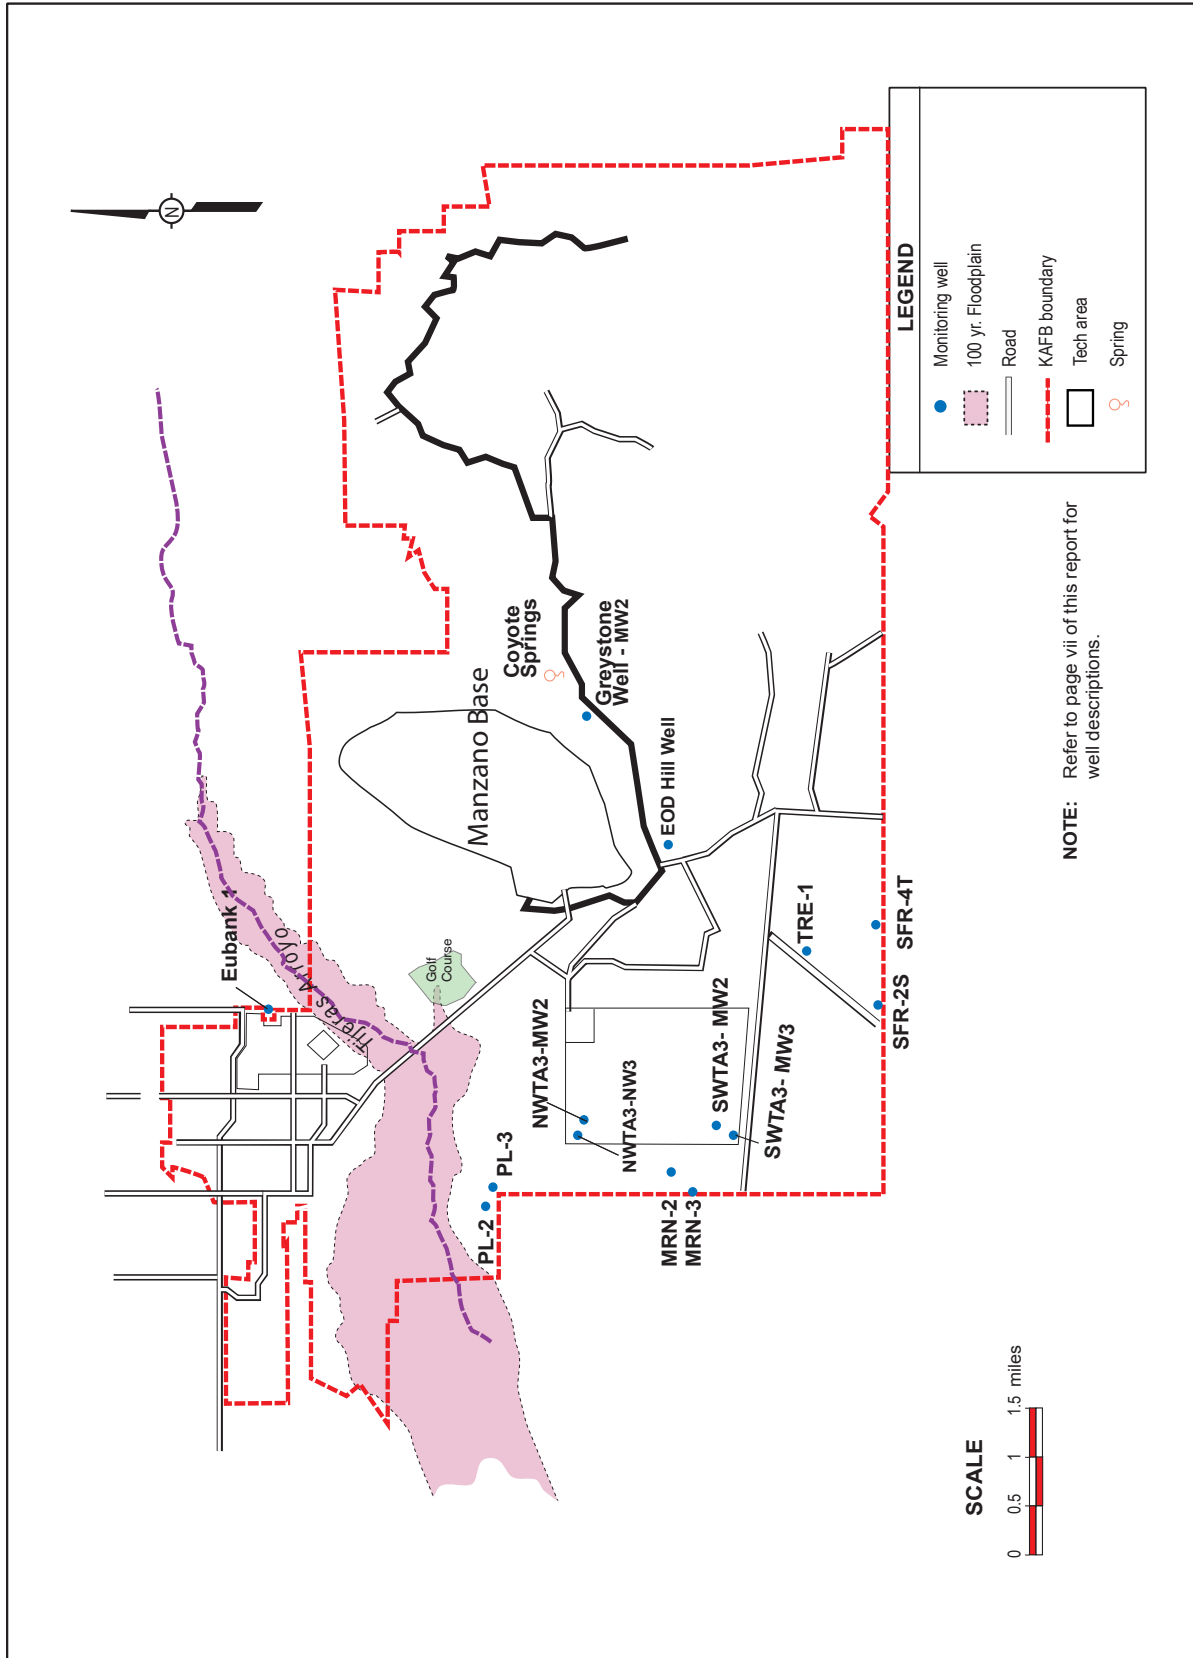 N
Eubank 1
Tijeras Arroyo
Golf
Course
Manzano Base
Coyote
Springs
Greystone
Well - MW2
EOD Hill Well
PL-2
PL-3
NWTA3-MW2
NWTA3-NW3
MRN-2
MRN-3
SWTA3- MW2
SWTA3- MW3
TRE-1
SFR-2S
SFR-4T
SCALE
0 0.5 1 1.5 miles
NOTE: Refer to page vii of this report for
well descriptions.
LEGEND
Monitoring well
100 yr. Floodplain
Road
KAFB boundary
Tech area
Spring